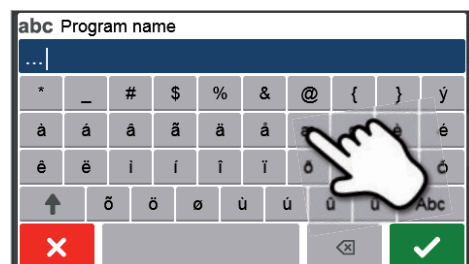 abc Program name
...
* _ # $ % & @ { } ý
à á â ã ä å è é
ê ë ì í î ï ó
õ ö ø ù ú û ü Abc